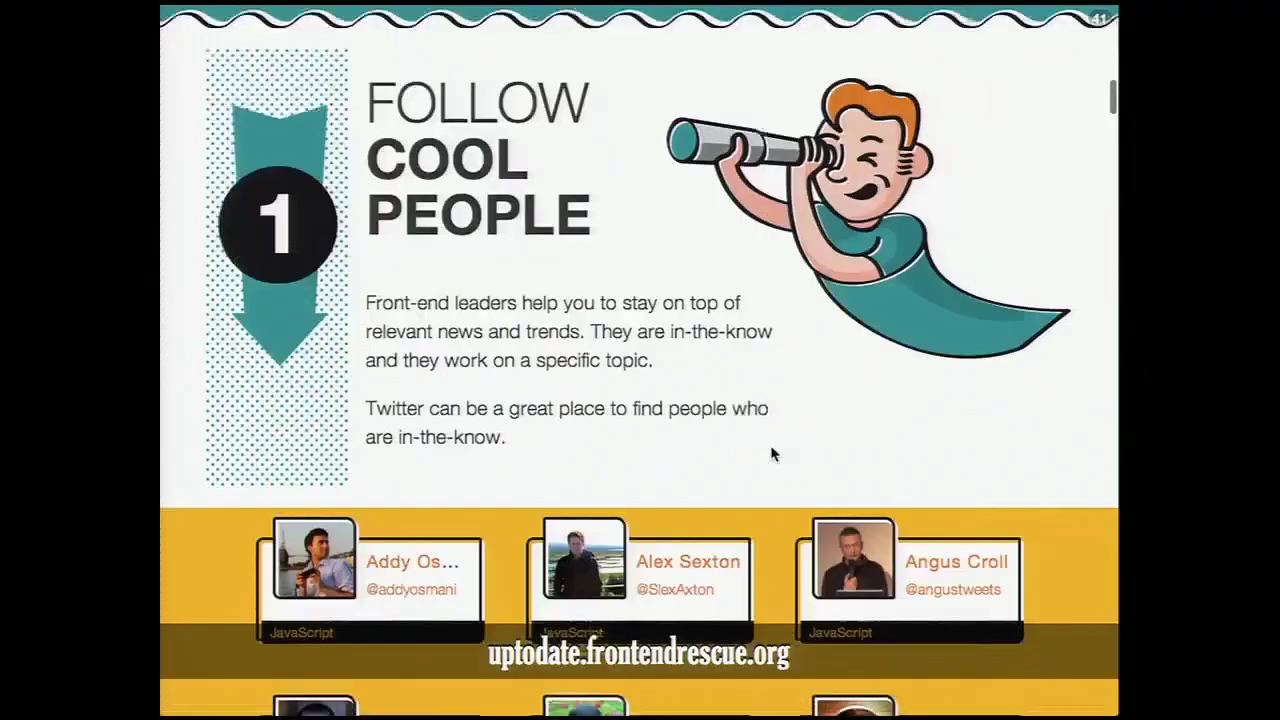 41
FOLLOW
COOL
PEOPLE
1
Front-end leaders help you to stay on top of
relevant news and trends. They are in-the-know
and they work on a specific topic.
Twitter can be a great place to find people who
are in-the-know.
Addy Os...
@addyosmani
JavaScript
Alex Sexton
@SlexAxton
JavaScript
Angus Croll
@angustweets
JavaScript
uptodate.frontendrescue.org